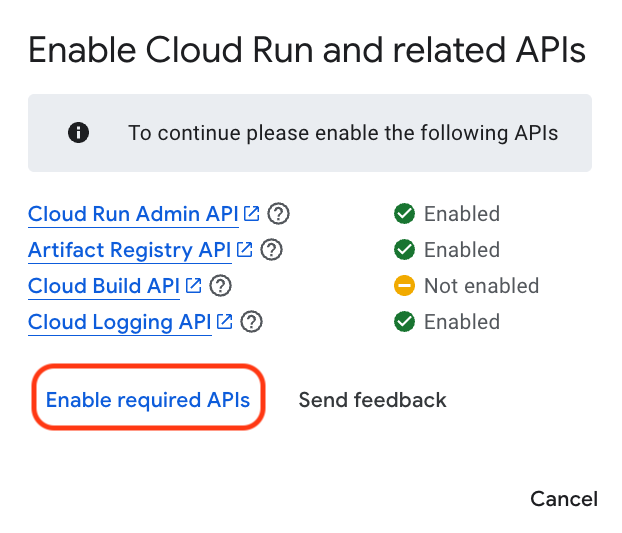 Enable Cloud Run and related APIs
To continue please enable the following APIs
Cloud Run Admin API Enabled
Artifact Registry API Enabled
Cloud Build API Not enabled
Cloud Logging API Enabled
Enable required APIs Send feedback
Cancel